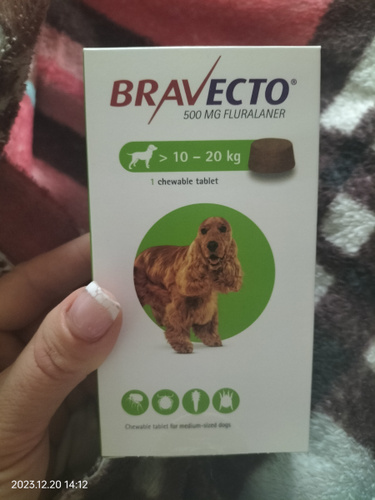 BRAVECTO®
500 MG FLURALANER
> 10 – 20 kg
1 chewable tablet
Chewable tablet for medium-sized dogs
2023.12.20 14:12